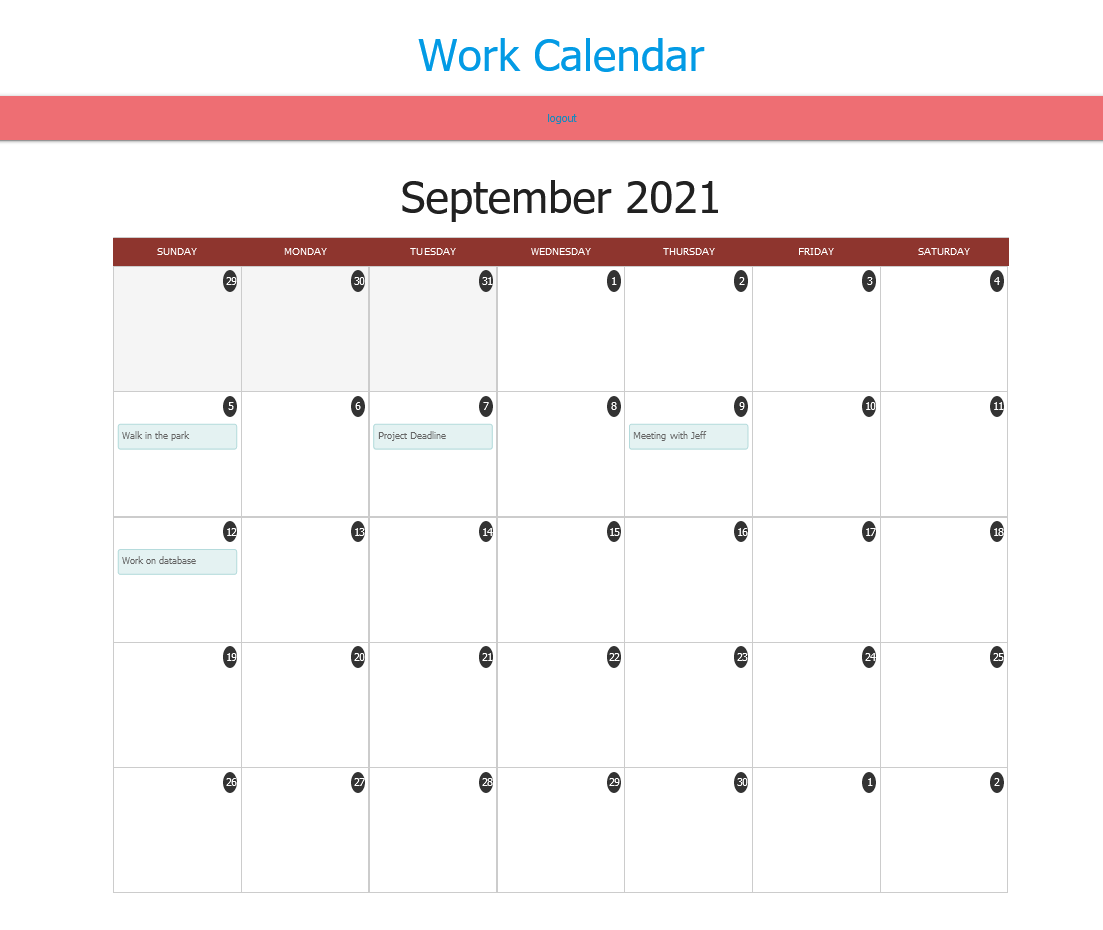 Work Calendar
logout
September 2021
SUNDAY MONDAY TUESDAY WEDNESDAY THURSDAY FRIDAY SATURDAY
29 30 31 1 2 3 4
5 6 7 8 9 10 11
Walk in the park Project Deadline Meeting with Jeff
12 13 14 15 16 17 18
Work on database
19 20 21 22 23 24 25
26 27 28 29 30 1 2